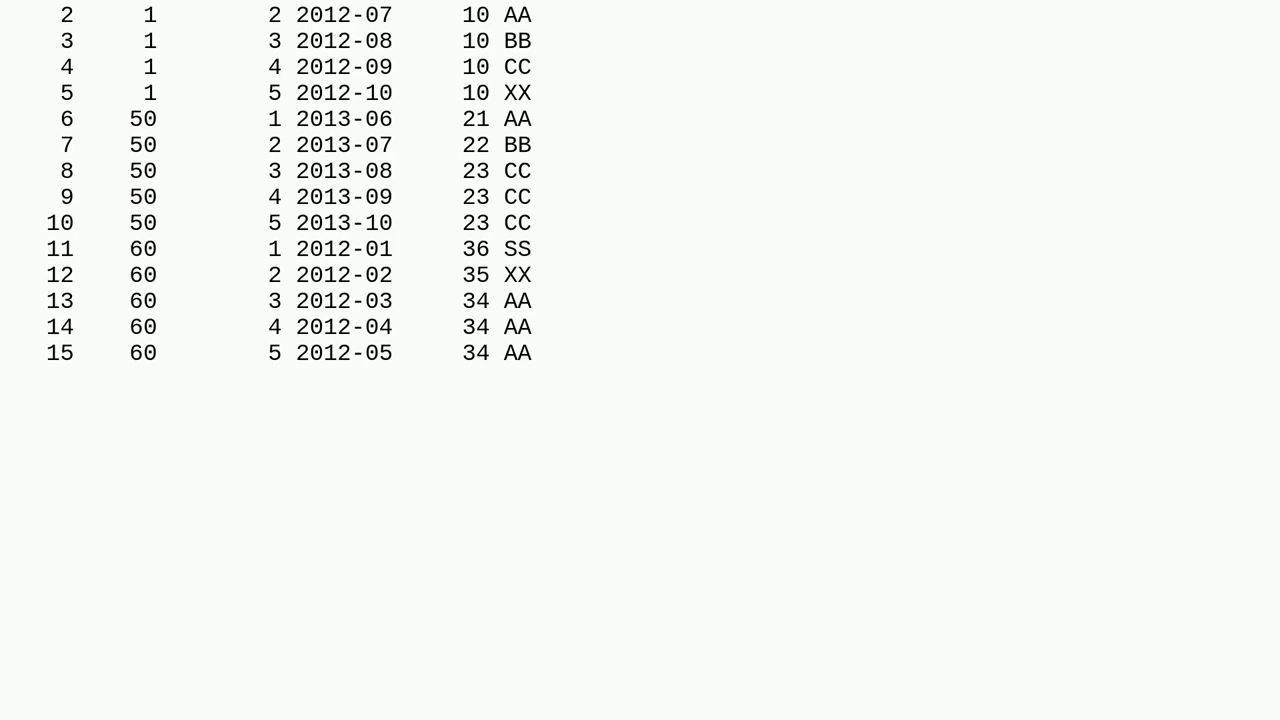 2 1 2 2012-07 10 AA
3 1 3 2012-08 10 BB
4 1 4 2012-09 10 CC
5 1 5 2012-10 10 XX
6 50 1 2013-06 21 AA
7 50 2 2013-07 22 BB
8 50 3 2013-08 23 CC
9 50 4 2013-09 23 CC
10 50 5 2013-10 23 CC
11 60 1 2012-01 36 SS
12 60 2 2012-02 35 XX
13 60 3 2012-03 34 AA
14 60 4 2012-04 34 AA
15 60 5 2012-05 34 AA